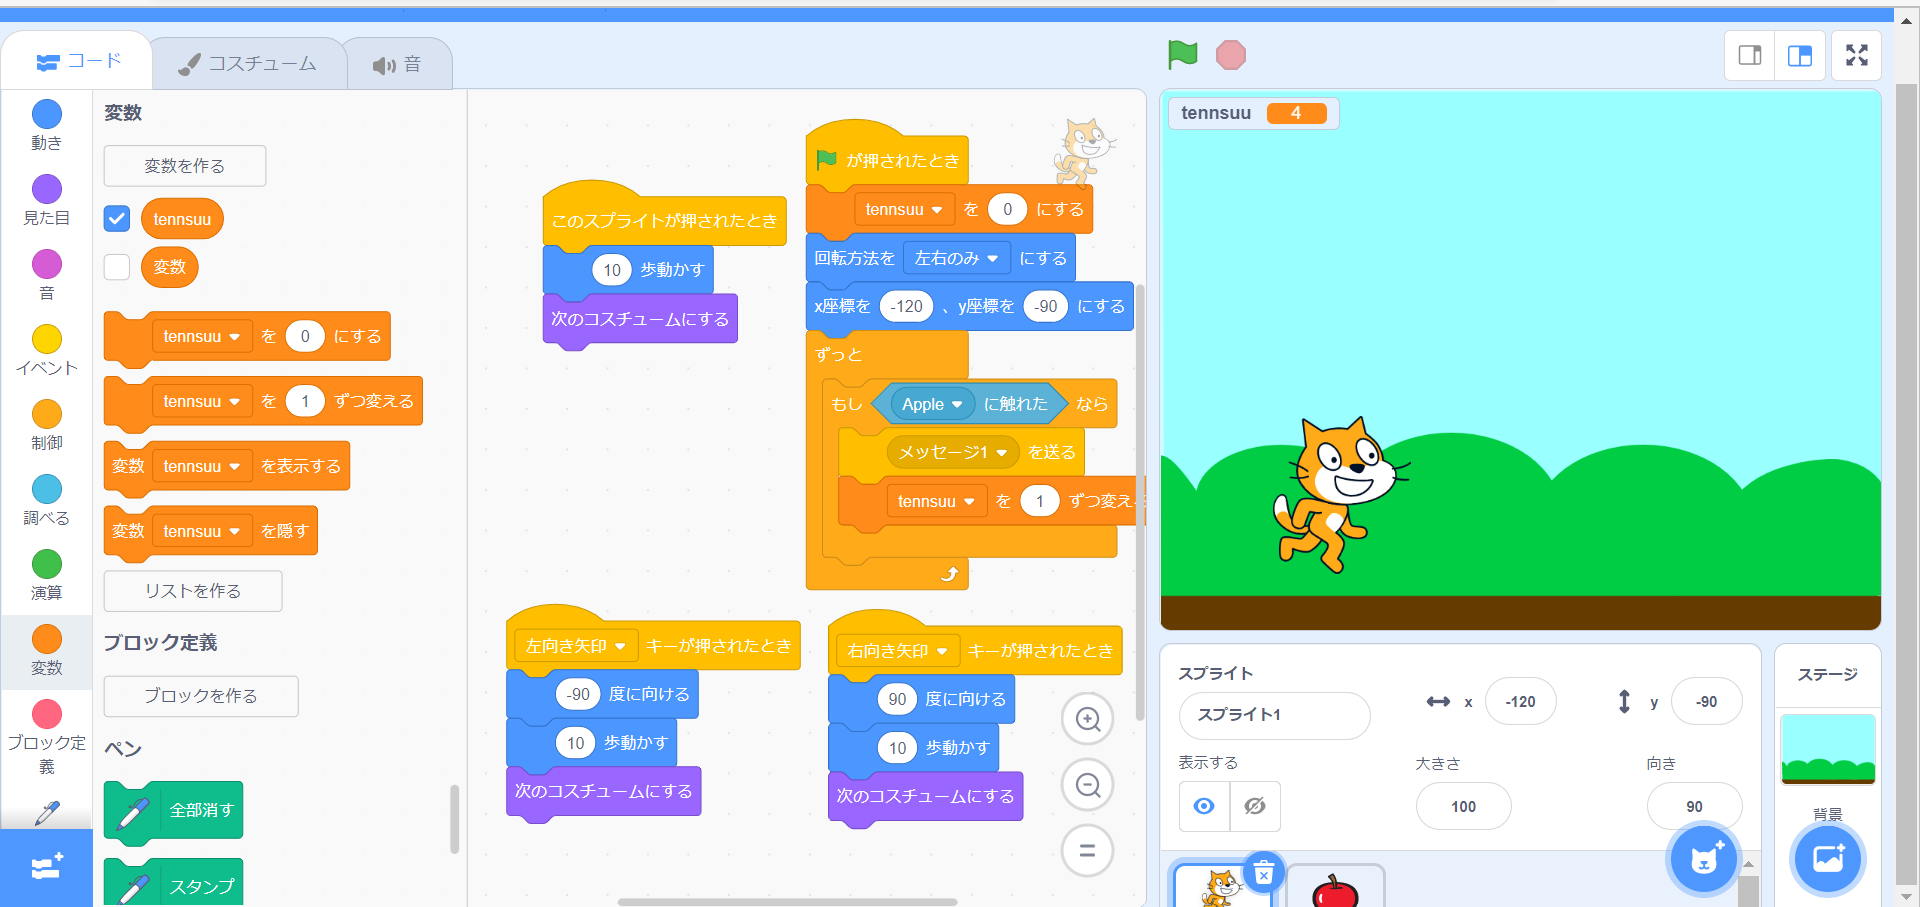 コード
コスチューム
音
動き
見た目
音
イベント
制御
調べる
演算
変数
ブロック定義
変数
変数を作る
tennsuu
変数
tennsuu を 0 にする
tennsuu を 1 ずつ変える
変数 tennsuu を表示する
変数 tennsuu を隠す
リストを作る
ブロック定義
ブロックを作る
ペン
全部消す
スタンプ
このスプライトが押されたとき
10 歩動かす
次のコスチュームにする
が押されたとき
tennsuu を 0 にする
回転方法を 左右のみ にする
x座標を -120 、y座標を -90 にする
ずっと
もし Apple に触れた なら
メッセージ1 を送る
tennsuu を 1 ずつ変え
左向き矢印 キーが押されたとき
-90 度に向ける
10 歩動かす
次のコスチュームにする
右向き矢印 キーが押されたとき
90 度に向ける
10 歩動かす
次のコスチュームにする
tennsuu 4
スプライト
スプライト1
x -120
y -90
表示する
大きさ
100
向き
90
ステージ
背景